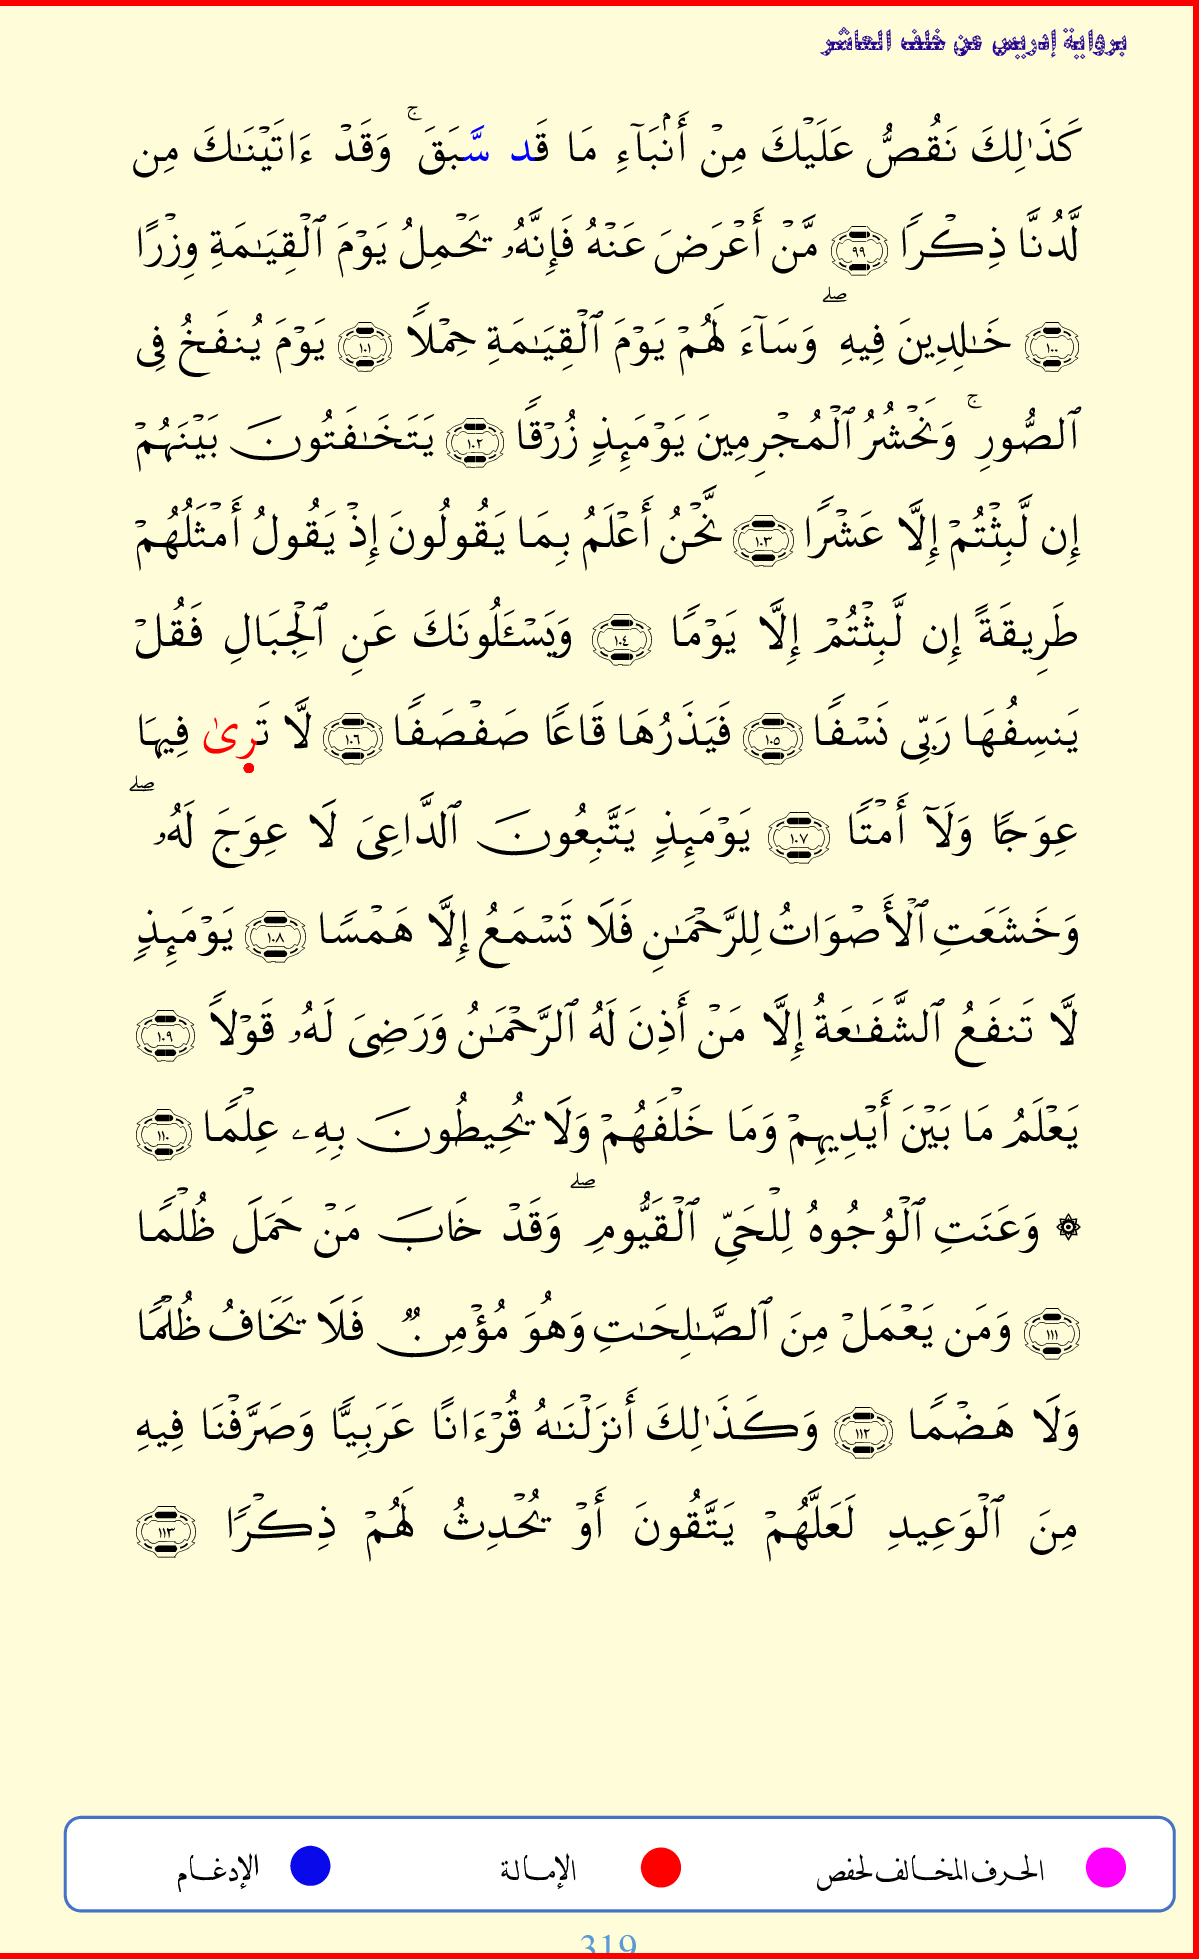 برواية إدريس عن خلف العاشر
كَذَٰلِكَ نَقُصُّ عَلَيْكَ مِنْ أَنۢبَآءِ مَا قَد سَّبَقَ ۚ وَقَدْ ءَاتَيْنَـٰكَ مِن
لَّدُنَّا ذِكْرًا ٩٩ مَّنْ أَعْرَضَ عَنْهُ فَإِنَّهُۥ يَحْمِلُ يَوْمَ ٱلْقِيَـٰمَةِ وِزْرًا
١٠٠ خَـٰلِدِينَ فِيهِ ۖ وَسَآءَ لَهُمْ يَوْمَ ٱلْقِيَـٰمَةِ حِمْلًا ١٠١ يَوْمَ يُنفَخُ فِى
ٱلصُّورِ ۚ وَنَحْشُرُ ٱلْمُجْرِمِينَ يَوْمَئِذٍ زُرْقًا ١٠٢ يَتَخَـٰفَتُونَ بَيْنَهُمْ
إِن لَّبِثْتُمْ إِلَّا عَشْرًا ١٠٣ نَّحْنُ أَعْلَمُ بِمَا يَقُولُونَ إِذْ يَقُولُ أَمْثَلُهُمْ
طَرِيقَةً إِن لَّبِثْتُمْ إِلَّا يَوْمًا ١٠٤ وَيَسْـَٔلُونَكَ عَنِ ٱلْجِبَالِ فَقُلْ
يَنسِفُهَا رَبِّى نَسْفًا ١٠٥ فَيَذَرُهَا قَاعًا صَفْصَفًا ١٠٦ لَّا تَرِىٰ فِيهَا
عِوَجًا وَلَآ أَمْتًا ١٠٧ يَوْمَئِذٍ يَتَّبِعُونَ ٱلدَّاعِىَ لَا عِوَجَ لَهُۥ ۖ
وَخَشَعَتِ ٱلْأَصْوَاتُ لِلرَّحْمَـٰنِ فَلَا تَسْمَعُ إِلَّا هَمْسًا ١٠٨ يَوْمَئِذٍ
لَّا تَنفَعُ ٱلشَّفَـٰعَةُ إِلَّا مَنْ أَذِنَ لَهُ ٱلرَّحْمَـٰنُ وَرَضِىَ لَهُۥ قَوْلًا ١٠٩
يَعْلَمُ مَا بَيْنَ أَيْدِيهِمْ وَمَا خَلْفَهُمْ وَلَا يُحِيطُونَ بِهِۦ عِلْمًا ١١٠
۞ وَعَنَتِ ٱلْوُجُوهُ لِلْحَىِّ ٱلْقَيُّومِ ۖ وَقَدْ خَابَ مَنْ حَمَلَ ظُلْمًا
١١١ وَمَن يَعْمَلْ مِنَ ٱلصَّـٰلِحَـٰتِ وَهُوَ مُؤْمِنٌ فَلَا يَخَافُ ظُلْمًا
وَلَا هَضْمًا ١١٢ وَكَذَٰلِكَ أَنزَلْنَـٰهُ قُرْءَانًا عَرَبِيًّا وَصَرَّفْنَا فِيهِ
مِنَ ٱلْوَعِيدِ لَعَلَّهُمْ يَتَّقُونَ أَوْ يُحْدِثُ لَهُمْ ذِكْرًا ١١٣
الحرف المخالف لحفص الإمالة الإدغام
319